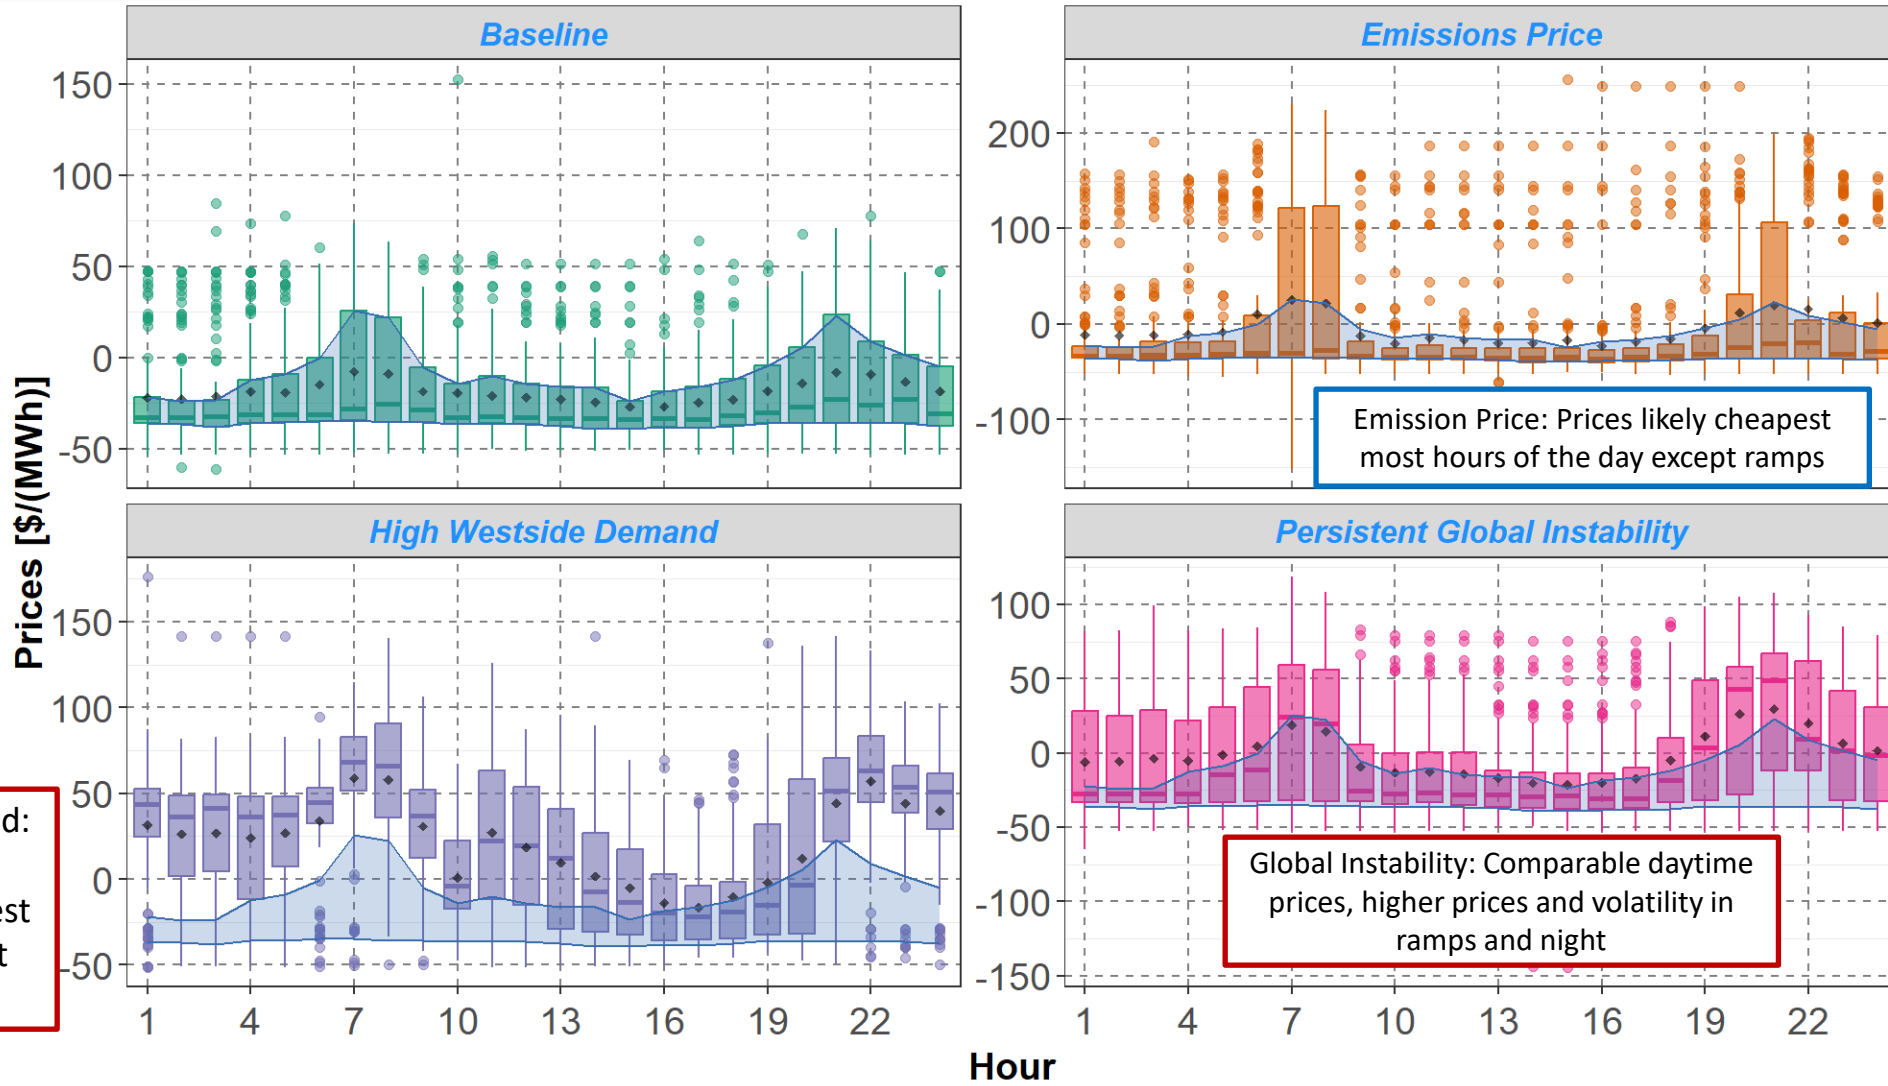 Baseline
Emissions Price
150
100
50
0
-50
200
100
0
-100
Emission Price: Prices likely cheapest
most hours of the day except ramps
High Westside Demand
Persistent Global Instability
150
100
50
0
-50
100
50
0
-50
-100
-150
d:
est
t
Global Instability: Comparable daytime
prices, higher prices and volatility in
ramps and night
1 4 7 10 13 16 19 22
1 4 7 10 13 16 19 22
Prices [$/(MWh)]
Hour